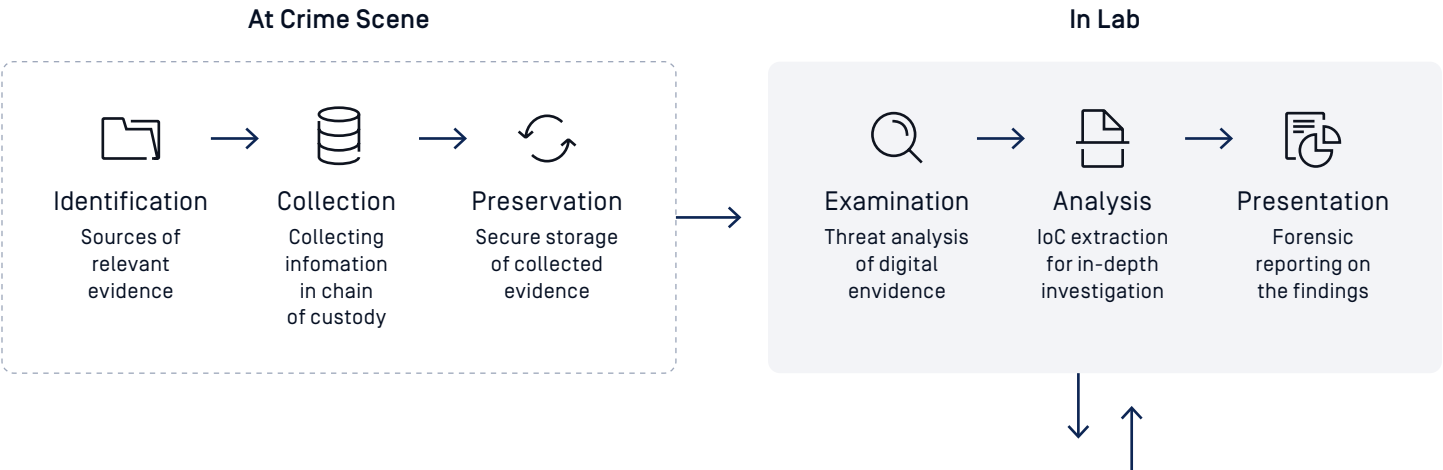 At Crime Scene
Identification
Sources of
relevant
evidence
Collection
Collecting
infomation
in chain
of custody
Preservation
Secure storage
of collected
evidence
In Lab
Examination
Threat analysis
of digital
envidence
Analysis
IoC extraction
for in-depth
investigation
Presentation
Forensic
reporting on
the findings